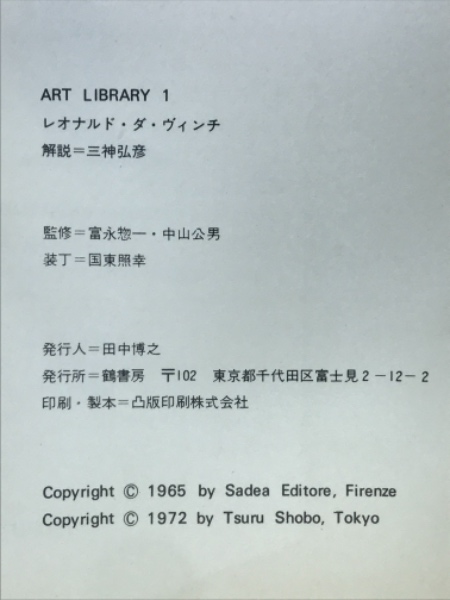 ART LIBRARY 1
レオナルド・ダ・ヴィンチ
解説＝三神弘彦
監修＝富永惣一・中山公男
装丁＝国東照幸
発行人＝田中博之
発行所＝鶴書房　〒102　東京都千代田区富士見2－12－2
印刷・製本＝凸版印刷株式会社
Copyright © 1965 by Sadea Editore, Firenze
Copyright © 1972 by Tsuru Shobo, Tokyo